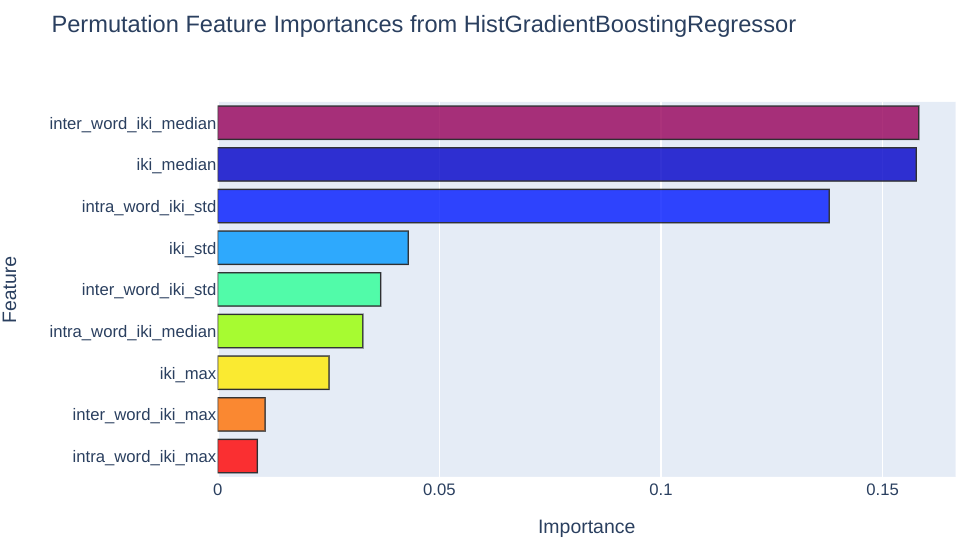 Permutation Feature Importances from HistGradientBoostingRegressor
Feature
inter_word_iki_median
iki_median
intra_word_iki_std
iki_std
inter_word_iki_std
intra_word_iki_median
iki_max
inter_word_iki_max
intra_word_iki_max
0 0.05 0.1 0.15
Importance